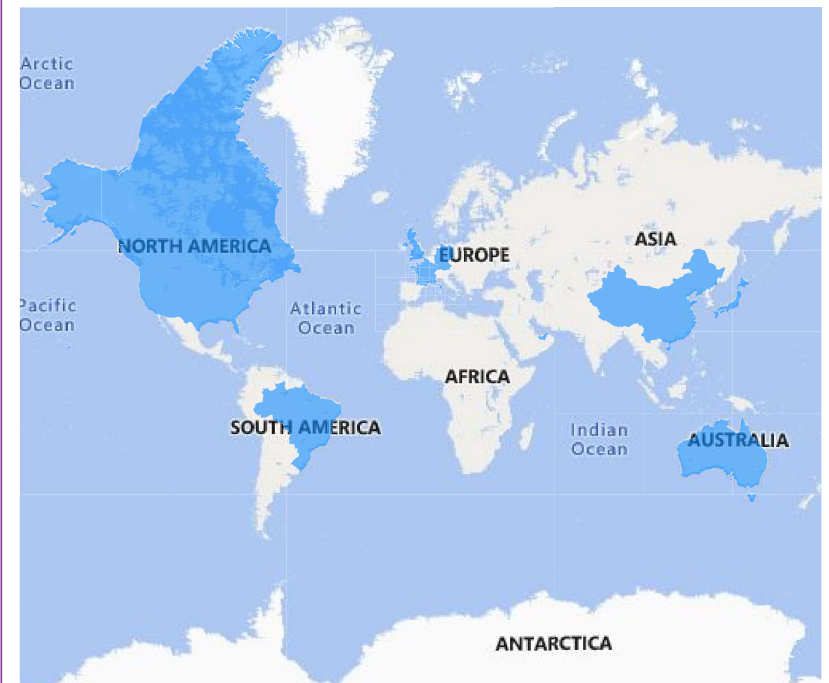 Arctic
Ocean
NORTH AMERICA
EUROPE
ASIA
Pacific
Ocean
Atlantic
Ocean
AFRICA
SOUTH AMERICA
Indian
Ocean
AUSTRALIA
ANTARCTICA